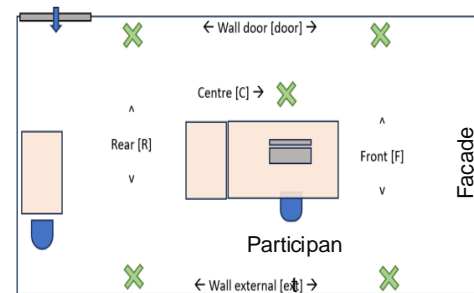 ← Wall door [door] →
Centre [C] →
^
Rear [R]
v
^
Front [F]
v
Facade
Participan
t
← Wall external [ext] →